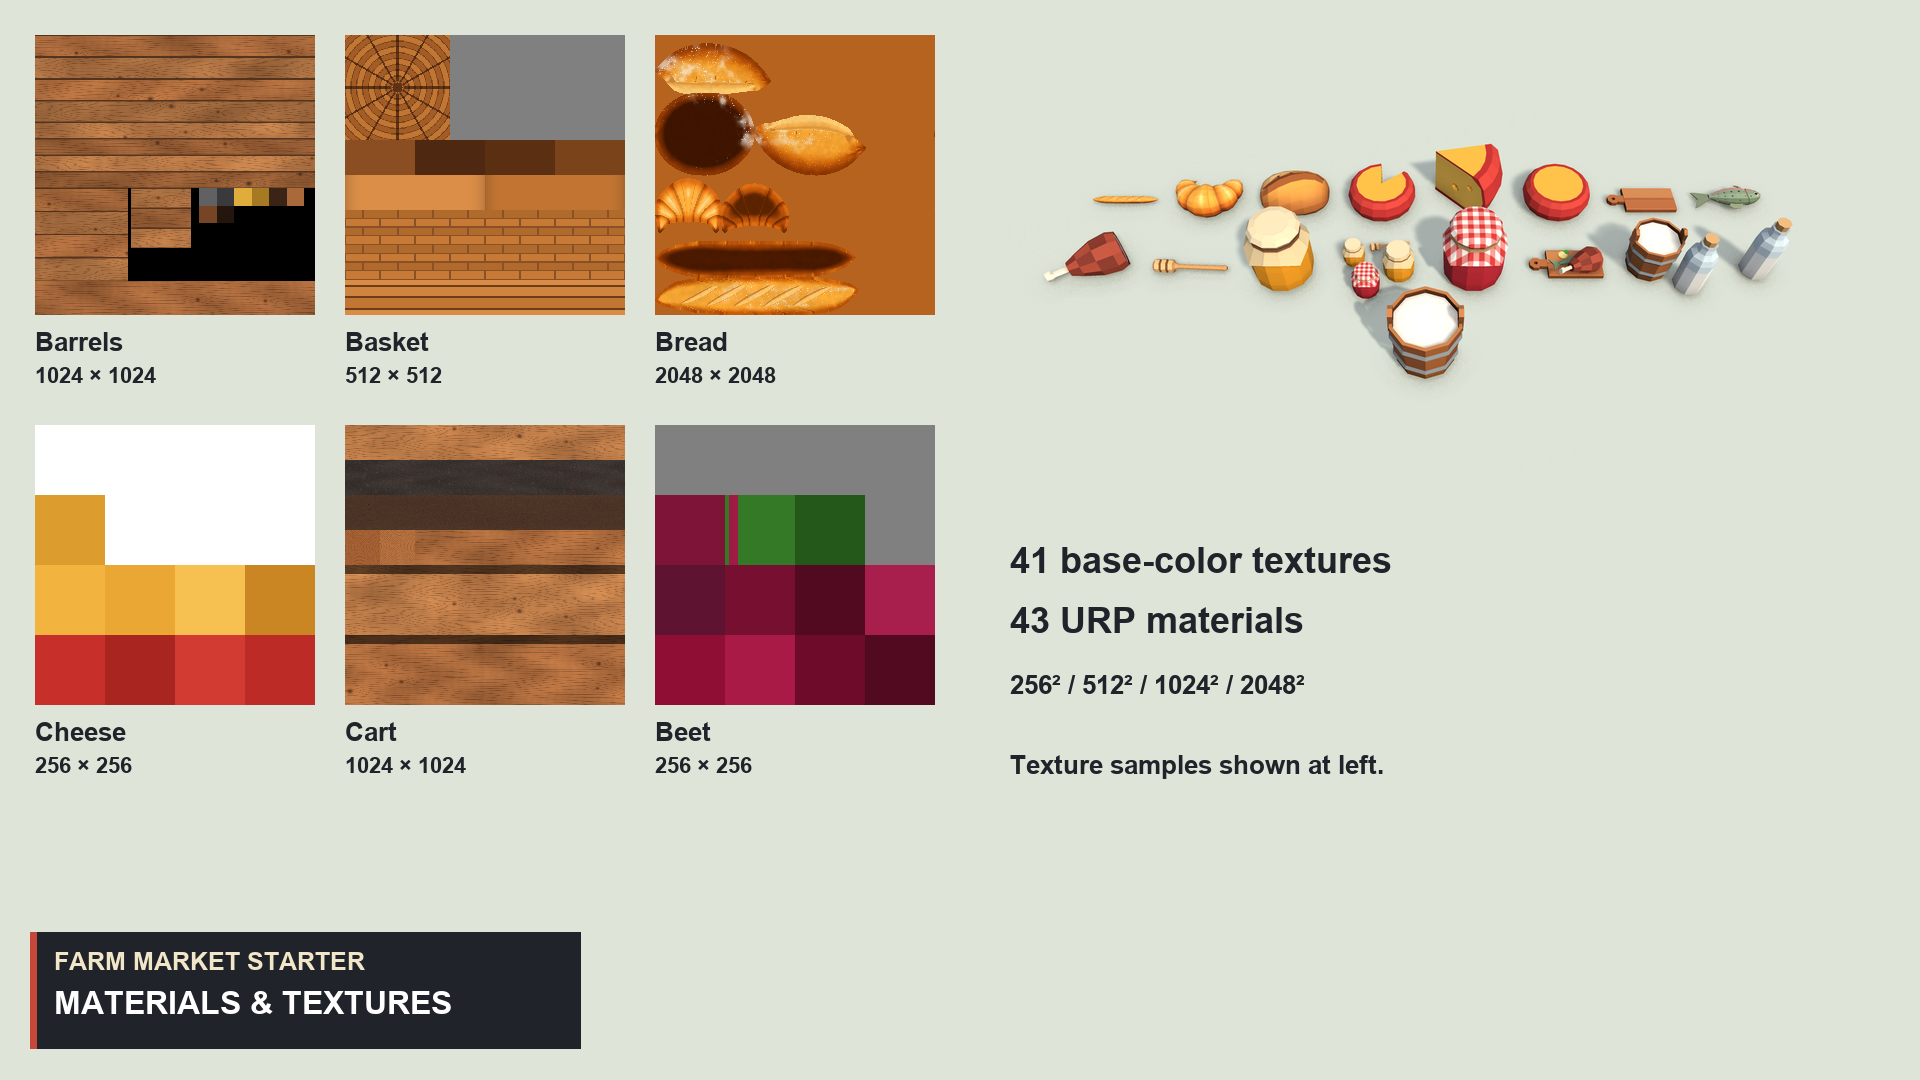 Barrels
1024 × 1024
Basket
512 × 512
Bread
2048 × 2048
Cheese
256 × 256
Cart
1024 × 1024
Beet
256 × 256
41 base-color textures
43 URP materials
256² / 512² / 1024² / 2048²
Texture samples shown at left.
FARM MARKET STARTER
MATERIALS & TEXTURES